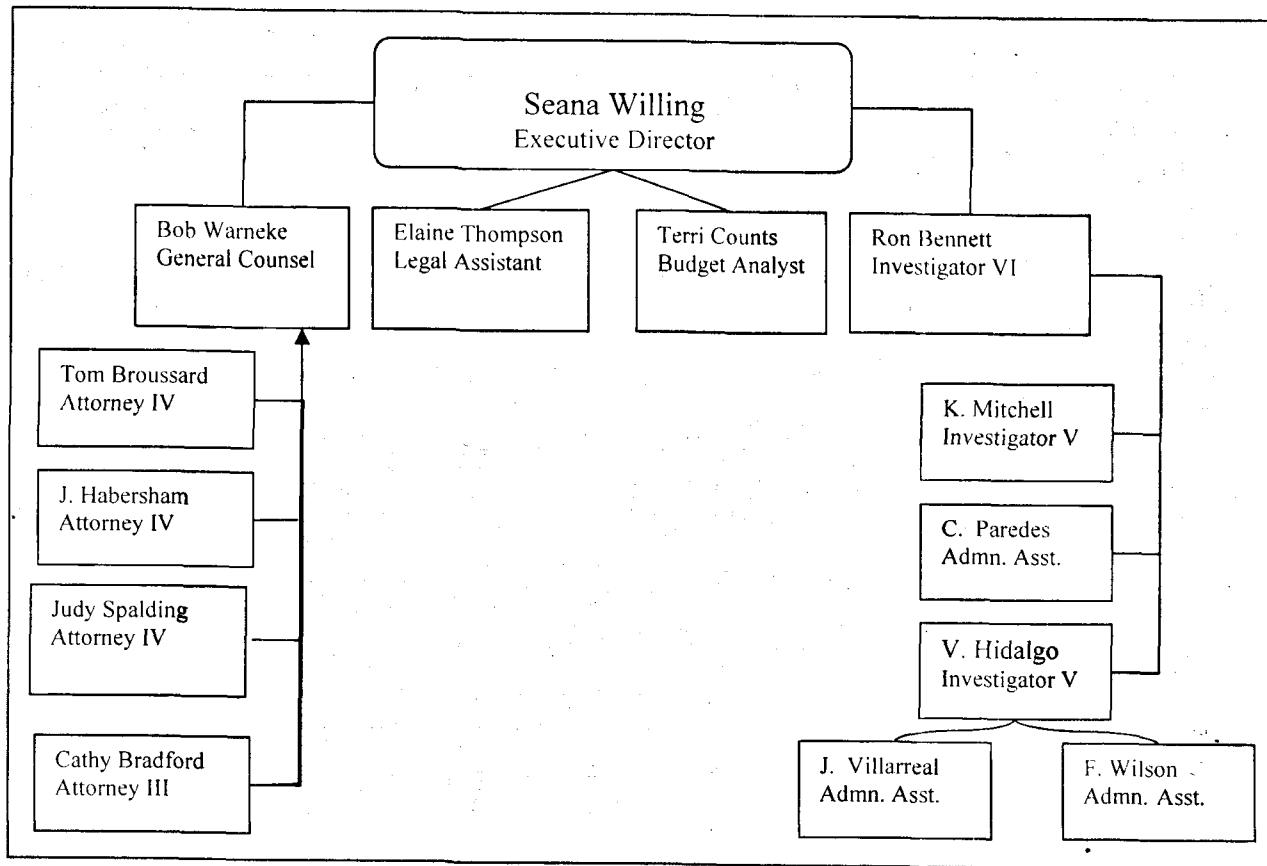 Seana Willing
Executive Director
Bob Warneke
General Counsel
Elaine Thompson
Legal Assistant
Terri Counts
Budget Analyst
Ron Bennett
Investigator VI
Tom Broussard
Attorney IV
J. Habersham
Attorney IV
Judy Spalding
Attorney IV
Cathy Bradford
Attorney III
K. Mitchell
Investigator V
C. Paredes
Admn. Asst.
V. Hidalgo
Investigator V
J. Villarreal
Admn. Asst.
F. Wilson
Admn. Asst.